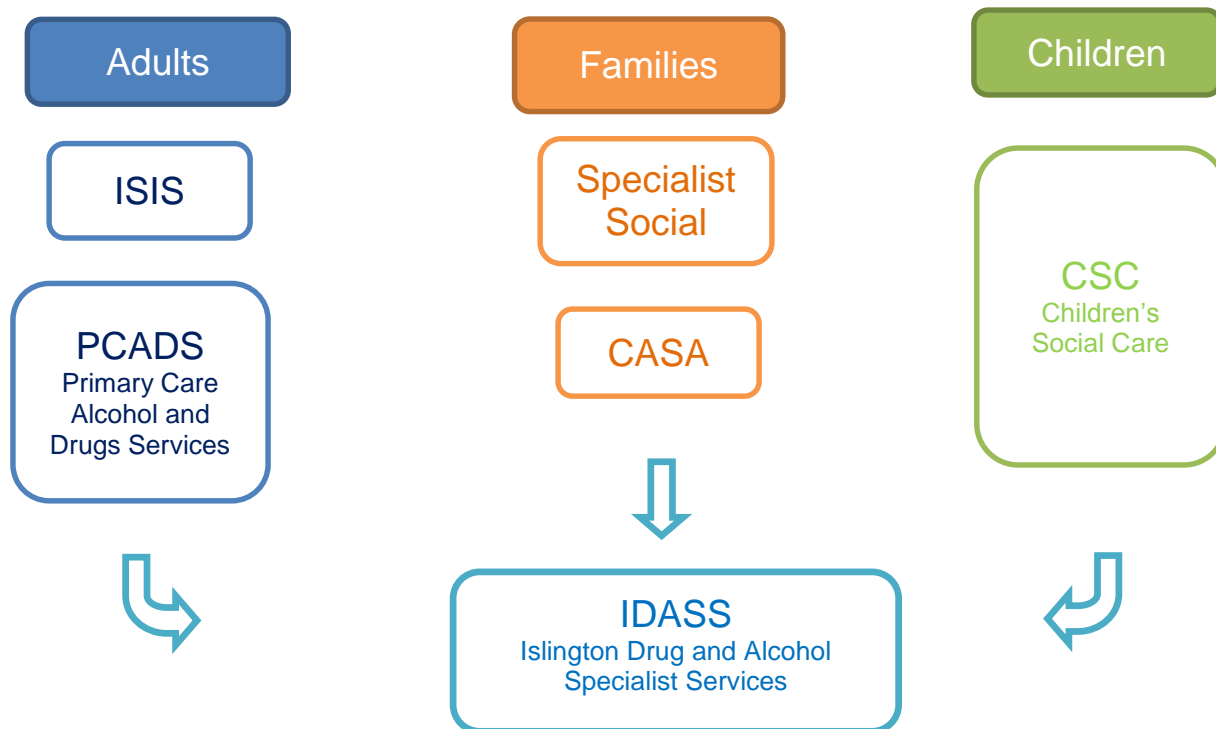 Adults
ISIS
PCADS
Primary Care
Alcohol and
Drugs Services
Families
Specialist
Social
CASA
Children
CSC
Children’s
Social Care
IDASS
Islington Drug and Alcohol
Specialist Services